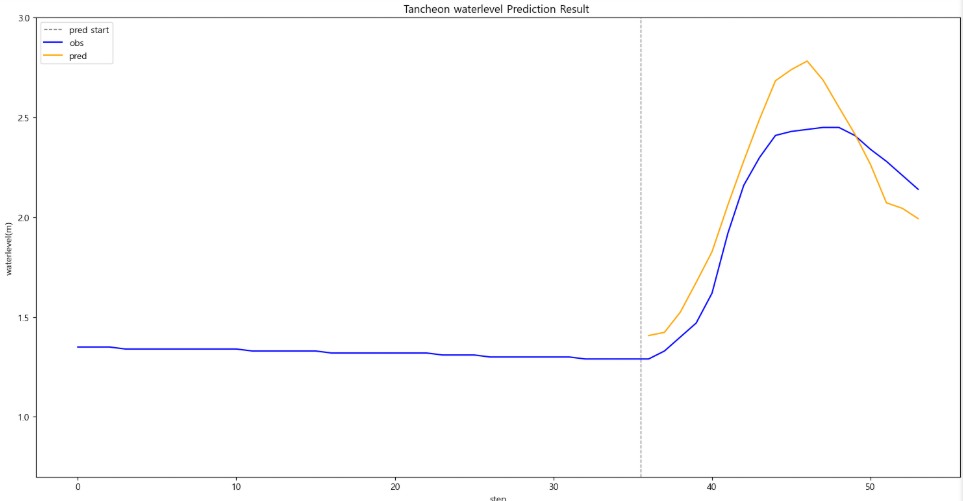 Tancheon waterlevel Prediction Result
pred start
obs
pred
waterlevel(m)
3.0
2.5
2.0
1.5
1.0
0
10
20
30
40
50
step